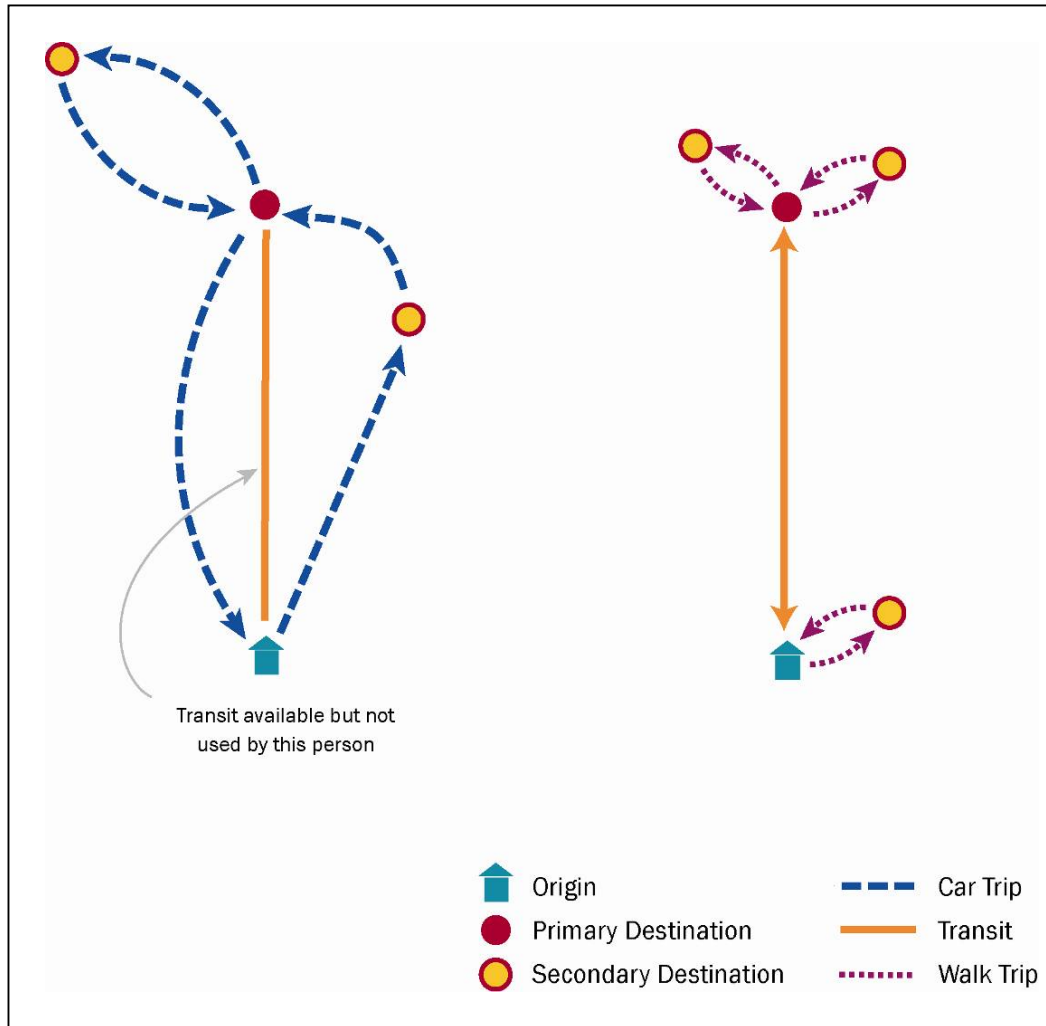 Transit available but not
used by this person
Origin
Primary Destination
Secondary Destination
Car Trip
Transit
Walk Trip